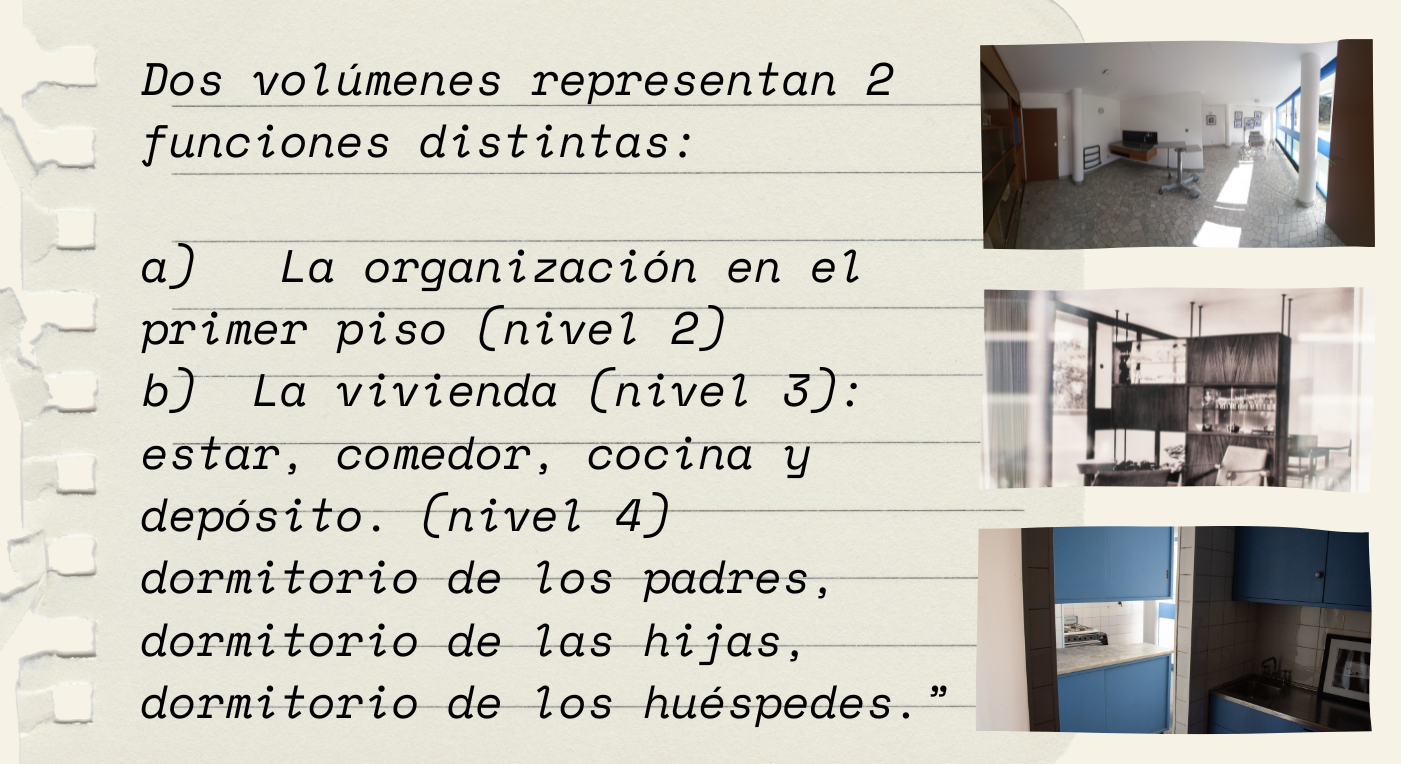 Dos volúmenes representan 2
funciones distintas:
a) La organización en el
primer piso (nivel 2)
b) La vivienda (nivel 3):
estar, comedor, cocina y
depósito. (nivel 4)
dormitorio de los padres,
dormitorio de las hijas,
dormitorio de los huéspedes.”